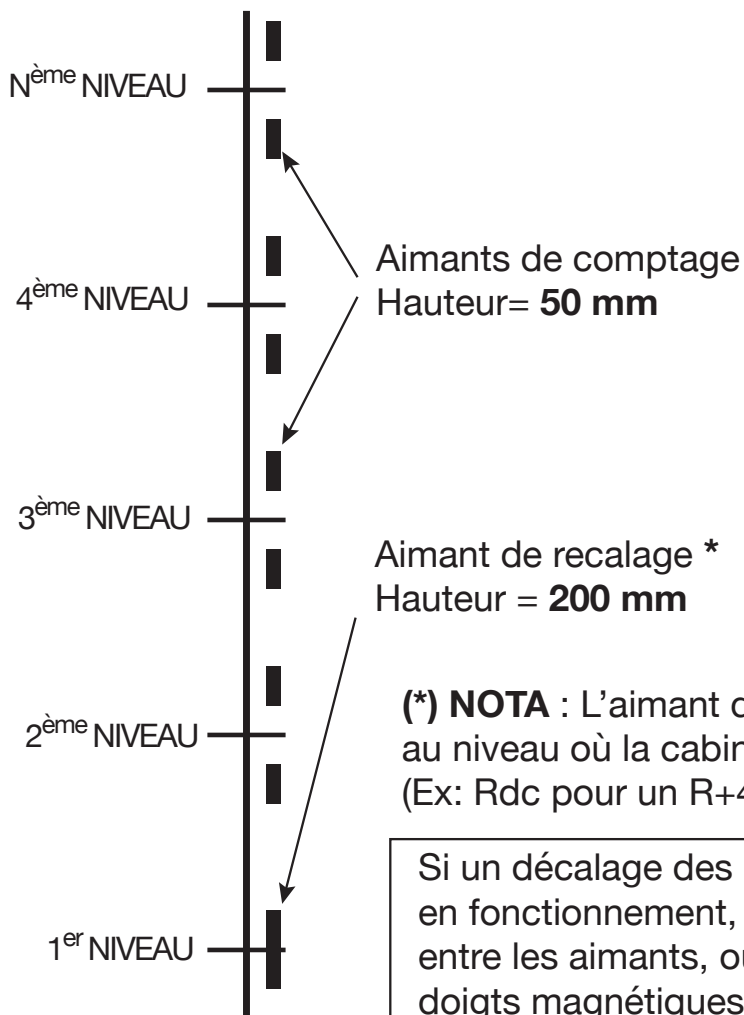 Nème NIVEAU
Aimants de comptage
Hauteur= 50 mm
4ème NIVEAU
3ème NIVEAU
Aimant de recalage *
Hauteur = 200 mm
(*) NOTA : L'aimant
au niveau où la
(Ex: Rdc pour un R+4
2ème NIVEAU
Si un décalage des
en fonctionnement,
entre les aimants,
doigts magnétiques
1er NIVEAU